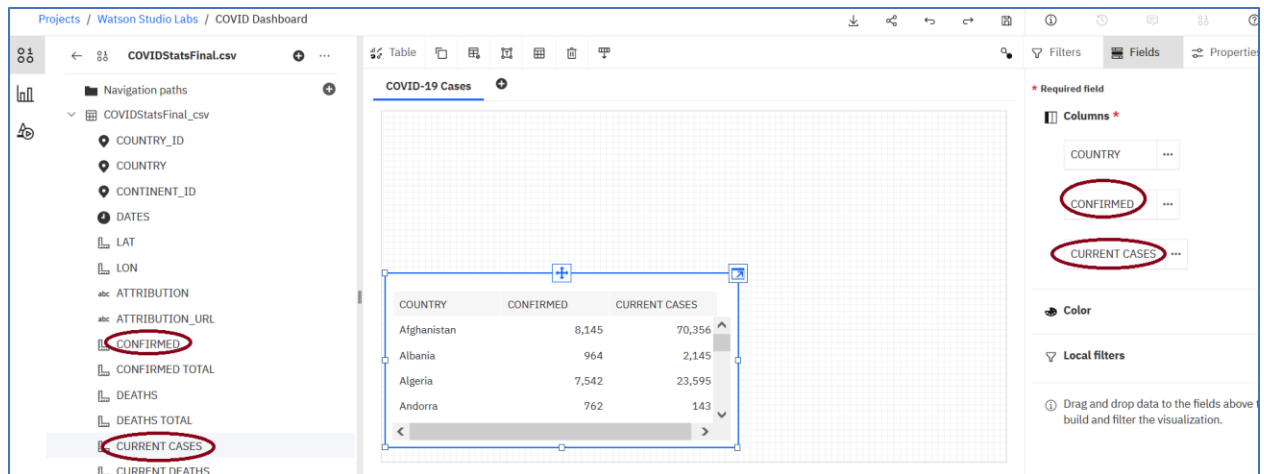 Projects / Watson Studio Labs / COVID Dashboard
COVIDStatsFinal.csv
Navigation paths
COVIDStatsFinal_csv
COUNTRY_ID
COUNTRY
CONTINENT_ID
DATES
LAT
LON
abc ATTRIBUTION
abc ATTRIBUTION_URL
CONFIRMED
CONFIRMED TOTAL
DEATHS
DEATHS TOTAL
CURRENT CASES
CURRENT DEATHS
Table
COVID-19 Cases
COUNTRY CONFIRMED CURRENT CASES
Afghanistan 8,145 70,356
Albania 964 2,145
Algeria 7,542 23,595
Andorra 762 143
Filters Fields Properties
* Required field
Columns *
COUNTRY
CONFIRMED
CURRENT CASES
Color
Local filters
Drag and drop data to the fields above
build and filter the visualization.